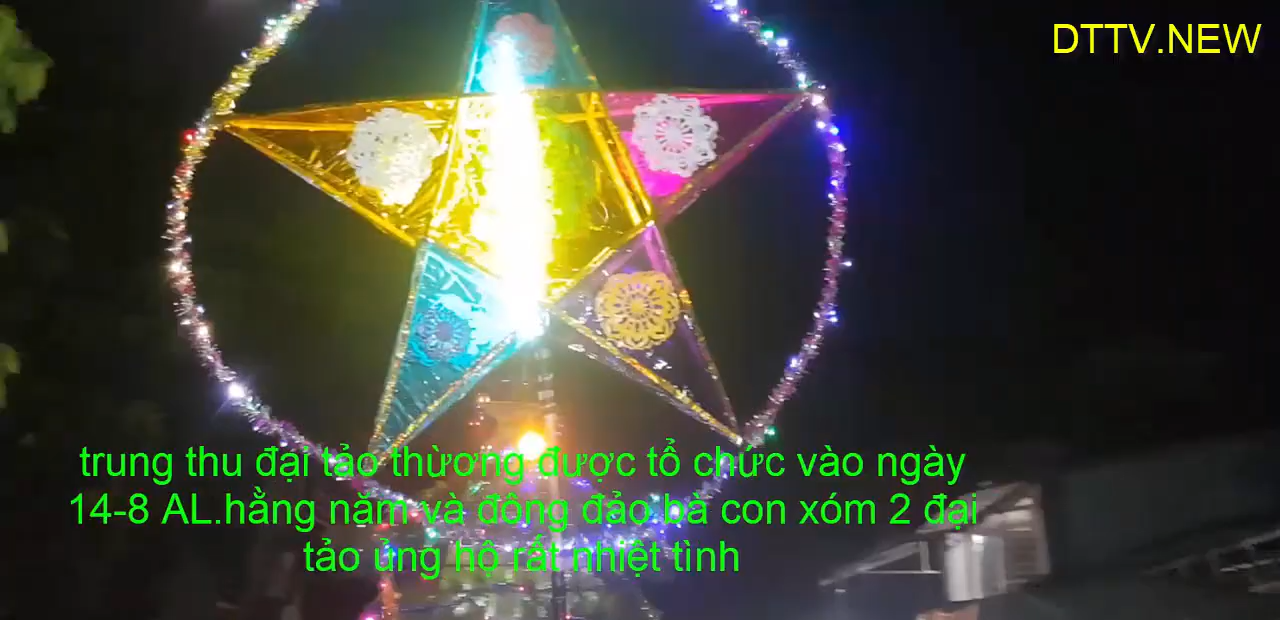 DTTV.NEW
trung thu đại tảo thừơng được tổ chức vào ngày
14-8 AL.hằng năm và đông đảo bà con xóm 2 đại
tảo ủng hộ rất nhiệt tình